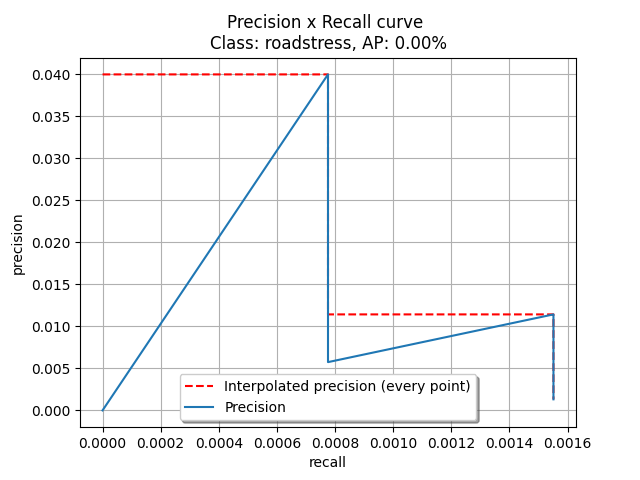 Precision x Recall curve
Class: roadstress, AP: 0.00%
0.040
0.035
0.030
0.025
0.020
0.015
0.010
0.005
0.000
precision
Interpolated precision (every point)
Precision
0.0000 0.0002 0.0004 0.0006 0.0008 0.0010 0.0012 0.0014 0.0016
recall